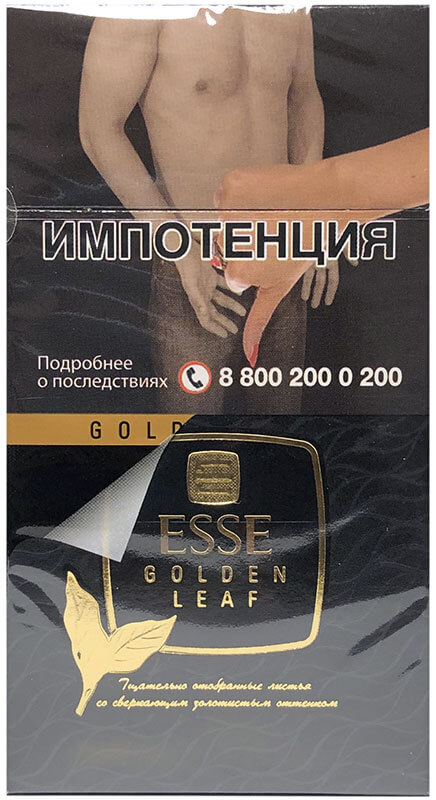 ИМПОТЕНЦИЯ
Подробнее
о последствиях
8 800 200 0 200
GOLD
ESSE
GOLDEN
LEAF
Тщательно отобранные листья
со сверкающим золотистым оттенком